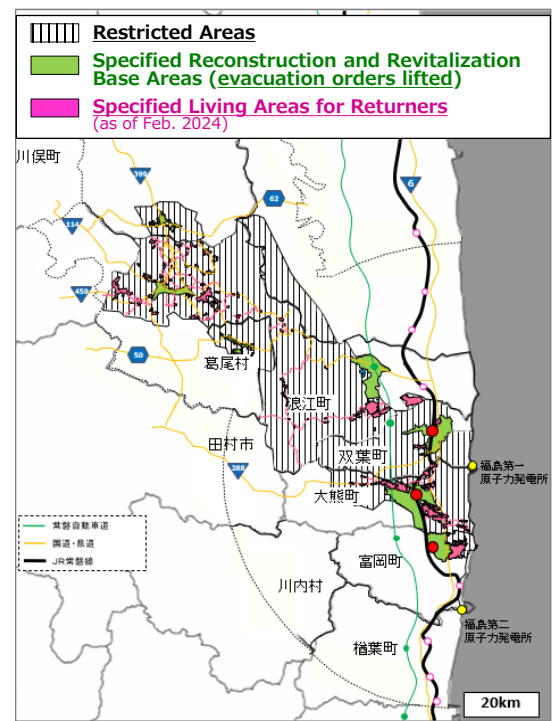 Restricted Areas
Specified Reconstruction and Revitalization
Base Areas (evacuation orders lifted)
Specified Living Areas for Returners
(as of Feb. 2024)
川俣町
399
62
6
114
459
50
葛尾村
浪江町
田村市
双葉町
288
大熊町
福島第一
原子力発電所
常磐自動車道
国道・県道
JR常磐線
富岡町
川内村
福島第二
原子力発電所
楢葉町
20km